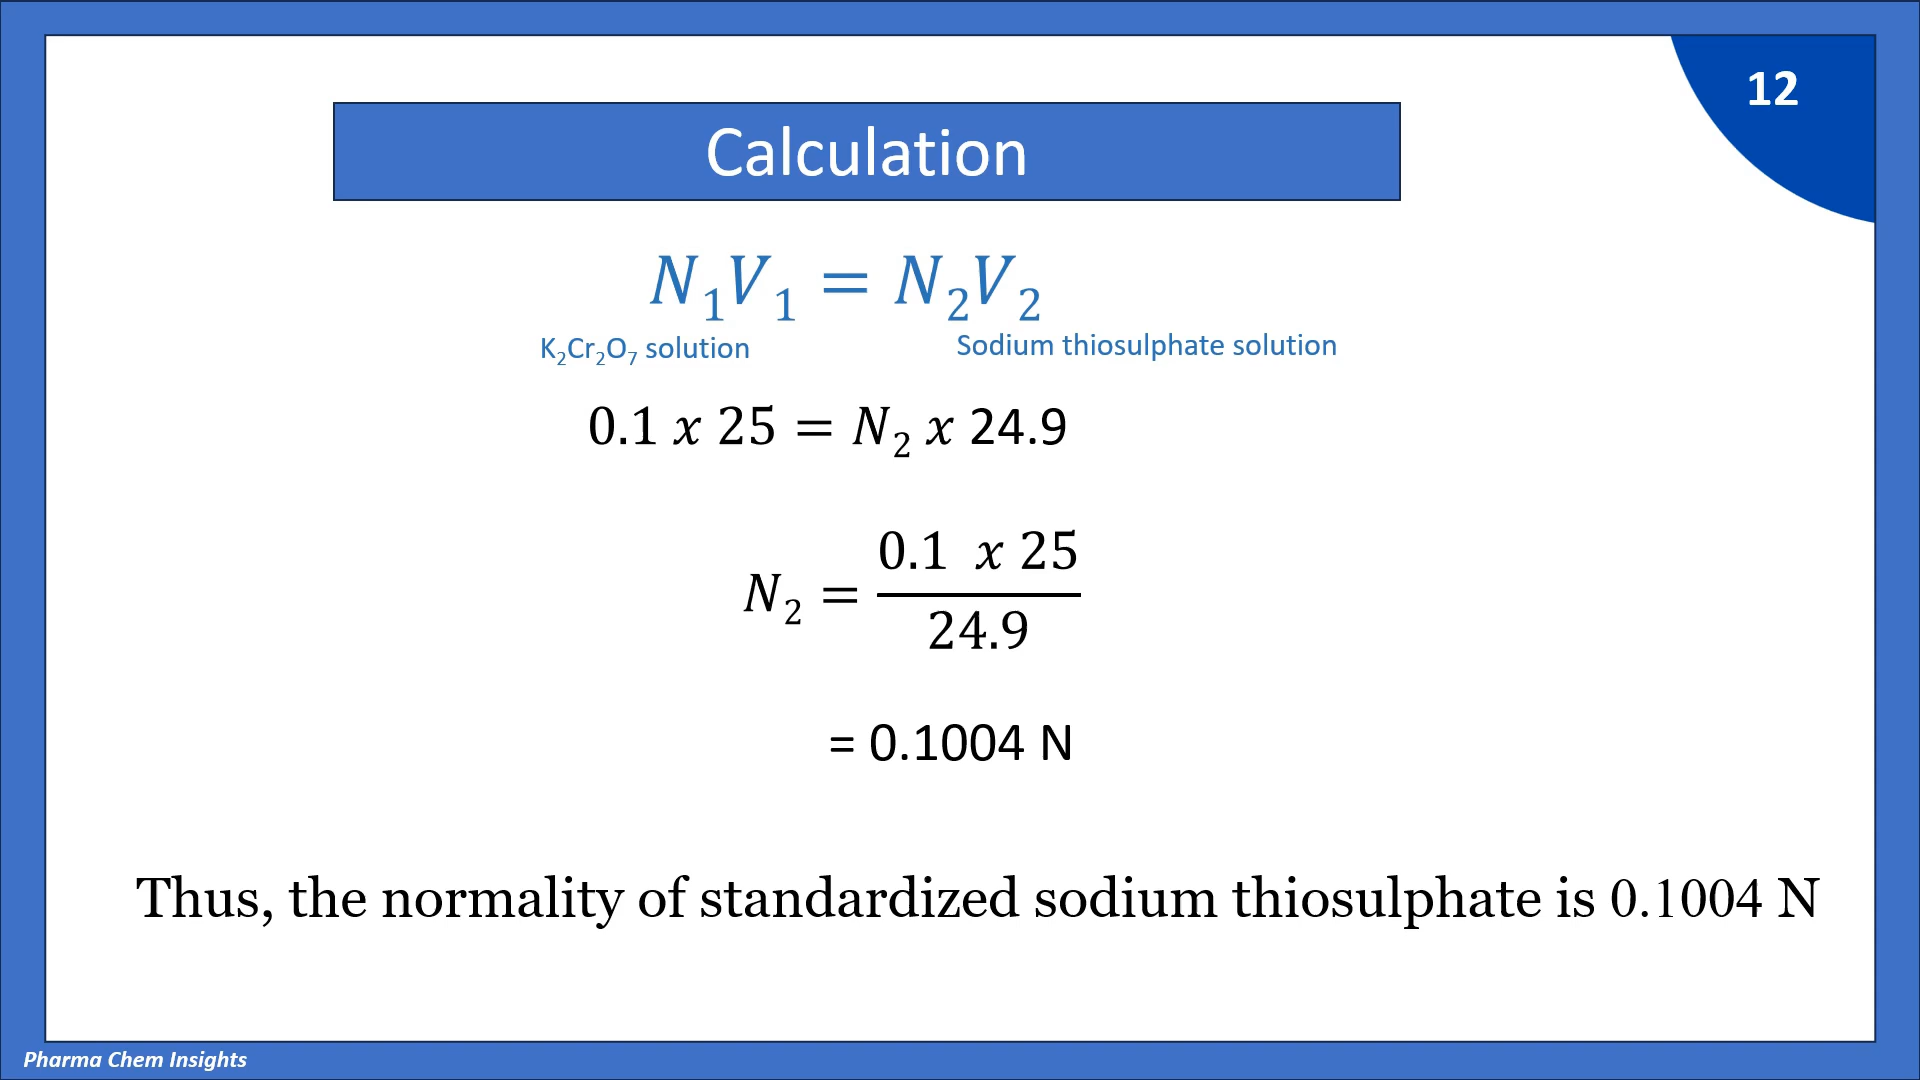 12
Calculation
N₁V₁ = N₂V₂
K₂Cr₂O₇ solution
Sodium thiosulphate solution
0.1 x 25 = N₂ x 24.9
N₂ = 0.1 x 25
24.9
= 0.1004 N
Thus, the normality of standardized sodium thiosulphate is 0.1004 N
Pharma Chem Insights